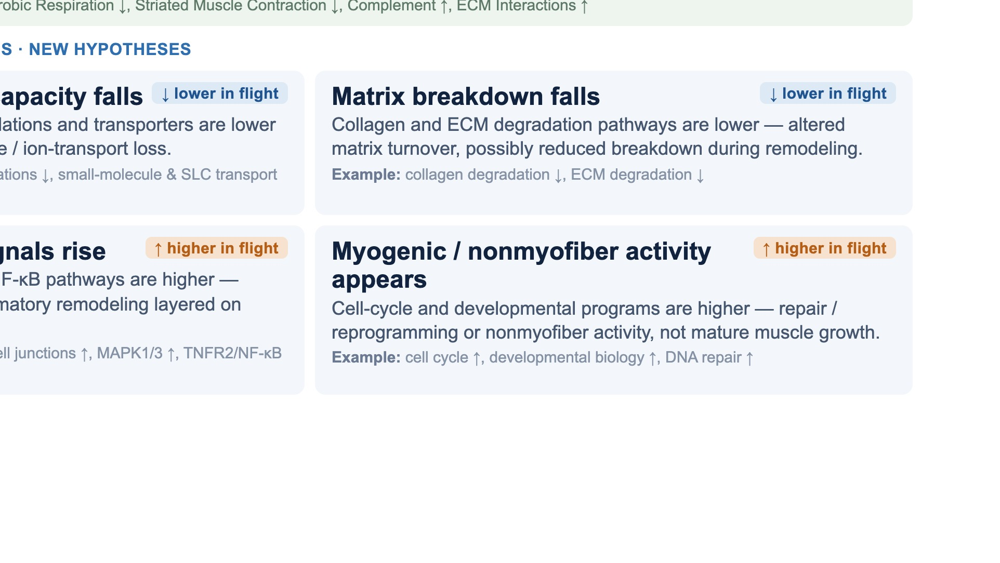 robic Respiration ↓, Striated Muscle Contraction ↓, Complement ↑, ECM Interactions ↑
S · NEW HYPOTHESES
apacity falls
↓ lower in flight
lations and transporters are lower
e / ion-transport loss.
ations ↓, small-molecule & SLC transport
Matrix breakdown falls
↓ lower in flight
Collagen and ECM degradation pathways are lower — altered
matrix turnover, possibly reduced breakdown during remodeling.
Example: collagen degradation ↓, ECM degradation ↓
gnals rise
↑ higher in flight
F-κB pathways are higher —
matory remodeling layered on
ell junctions ↑, MAPK1/3 ↑, TNFR2/NF-κB
Myogenic / nonmyofiber activity
appears
↑ higher in flight
Cell-cycle and developmental programs are higher — repair /
reprogramming or nonmyofiber activity, not mature muscle growth.
Example: cell cycle ↑, developmental biology ↑, DNA repair ↑